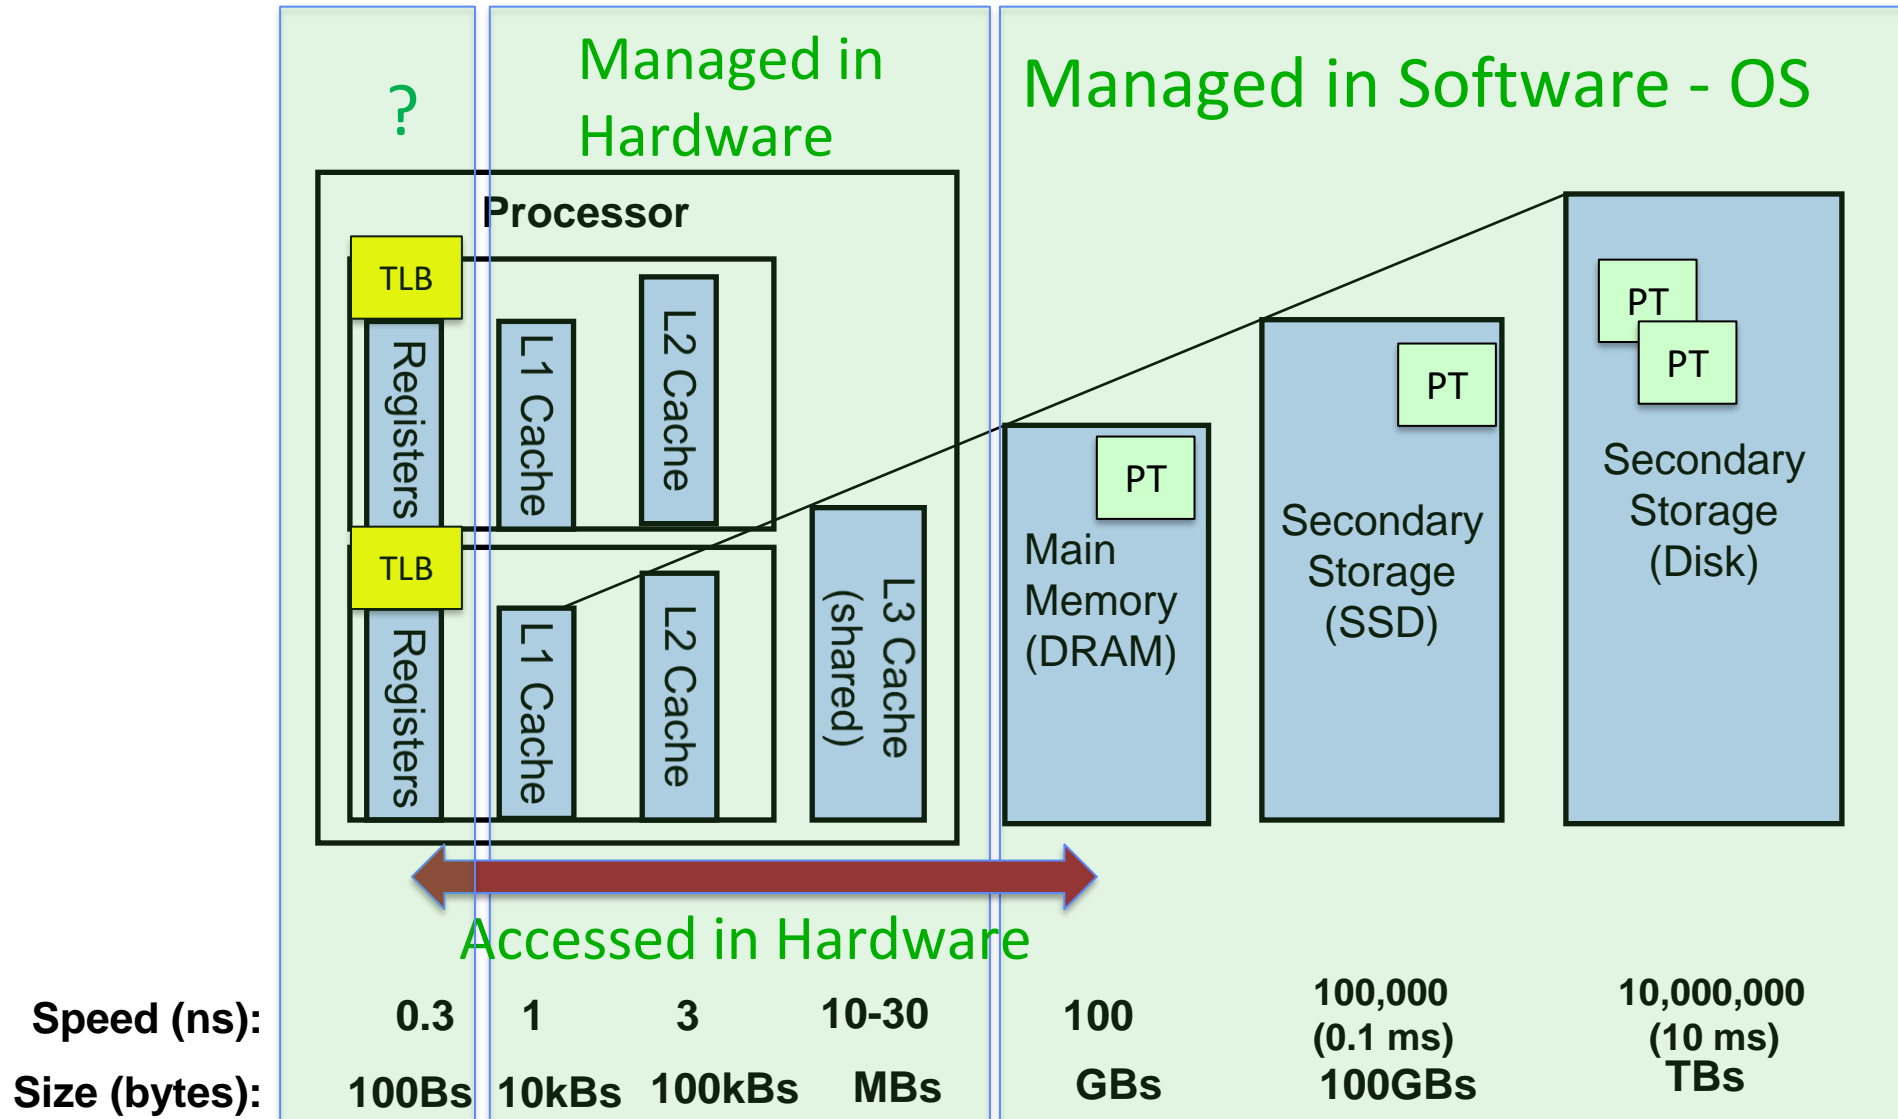 ?
Managed in
Hardware
Managed in Software - OS
Processor
TLB
Registers
L1 Cache
L2 Cache
TLB
Registers
L1 Cache
L2 Cache
L3 Cache
(shared)
PT
Main
Memory
(DRAM)
PT
Secondary
Storage
(SSD)
PT
PT
Secondary
Storage
(Disk)
Accessed in Hardware
Speed (ns): 0.3 1 3 10-30 100 100,000 10,000,000
(0.1 ms) (10 ms)
Size (bytes): 100Bs 10kBs 100kBs MBs GBs 100GBs TBs